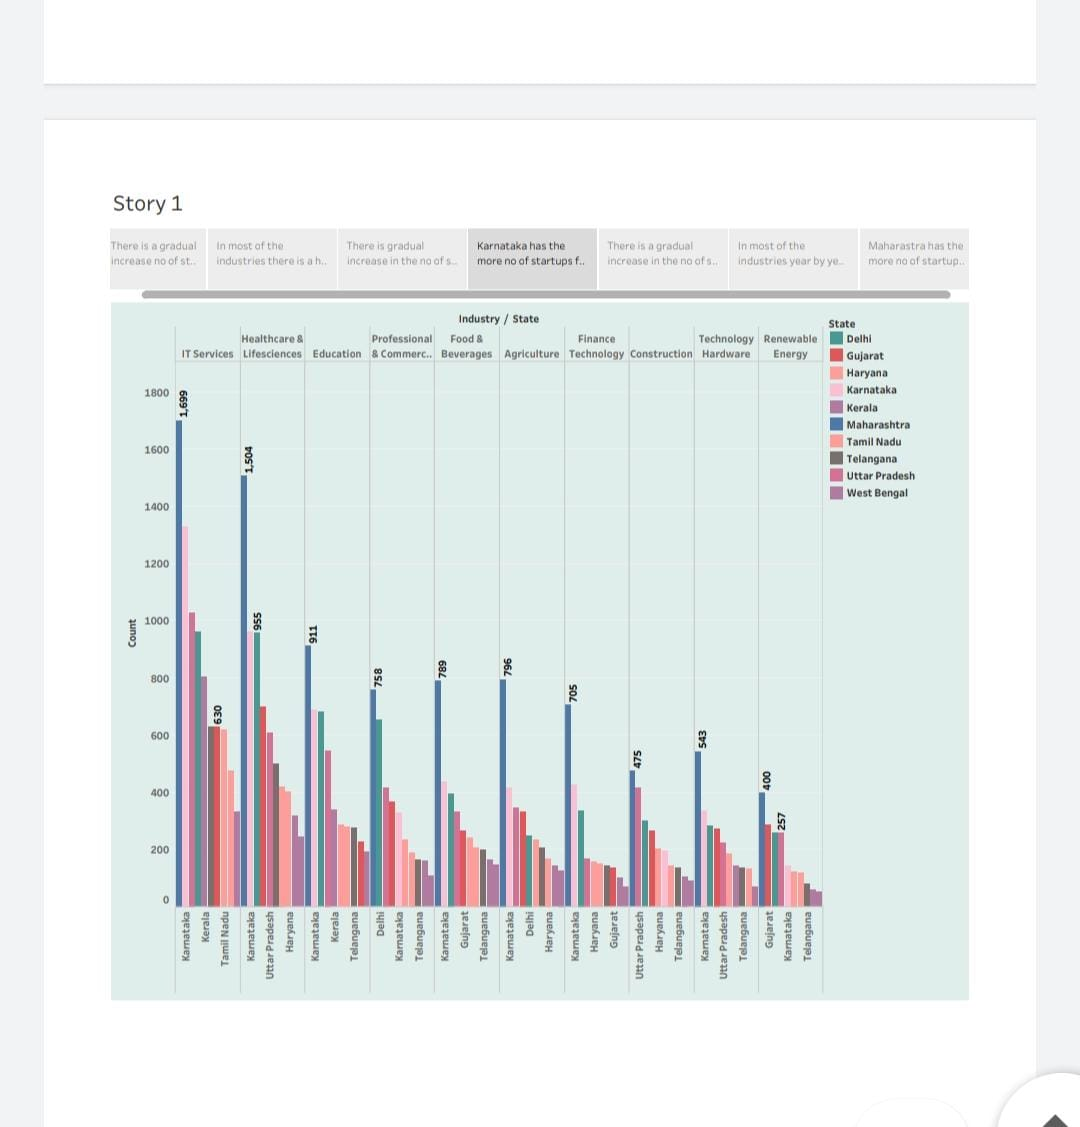 Story 1
There is a gradual
increase no of st..
In most of the
industries there is a h..
There is gradual
increase in the no of s..
Karnataka has the
more no of startups f..
There is a gradual
increase in the no of s..
In most of the
industries year by ye..
Maharastra has the
more no of startup..
Industry / State
IT Services
Healthcare &
Lifesciences
Education
Professional
& Commerc..
Food &
Beverages
Agriculture
Finance
Technology
Construction
Technology
Hardware
Renewable
Energy
State
Delhi
Gujarat
Haryana
Karnataka
Kerala
Maharashtra
Tamil Nadu
Telangana
Uttar Pradesh
West Bengal
Count
1800
1600
1400
1200
1000
800
600
400
200
0
1,699
630
1,504
955
911
758
789
796
705
475
543
400
257
Karnataka
Kerala
Tamil Nadu
Karnataka
Uttar Pradesh
Haryana
Karnataka
Kerala
Telangana
Delhi
Karnataka
Telangana
Karnataka
Gujarat
Telangana
Karnataka
Delhi
Haryana
Karnataka
Haryana
Gujarat
Uttar Pradesh
Haryana
Telangana
Karnataka
Uttar Pradesh
Telangana
Gujarat
Karnataka
Telangana